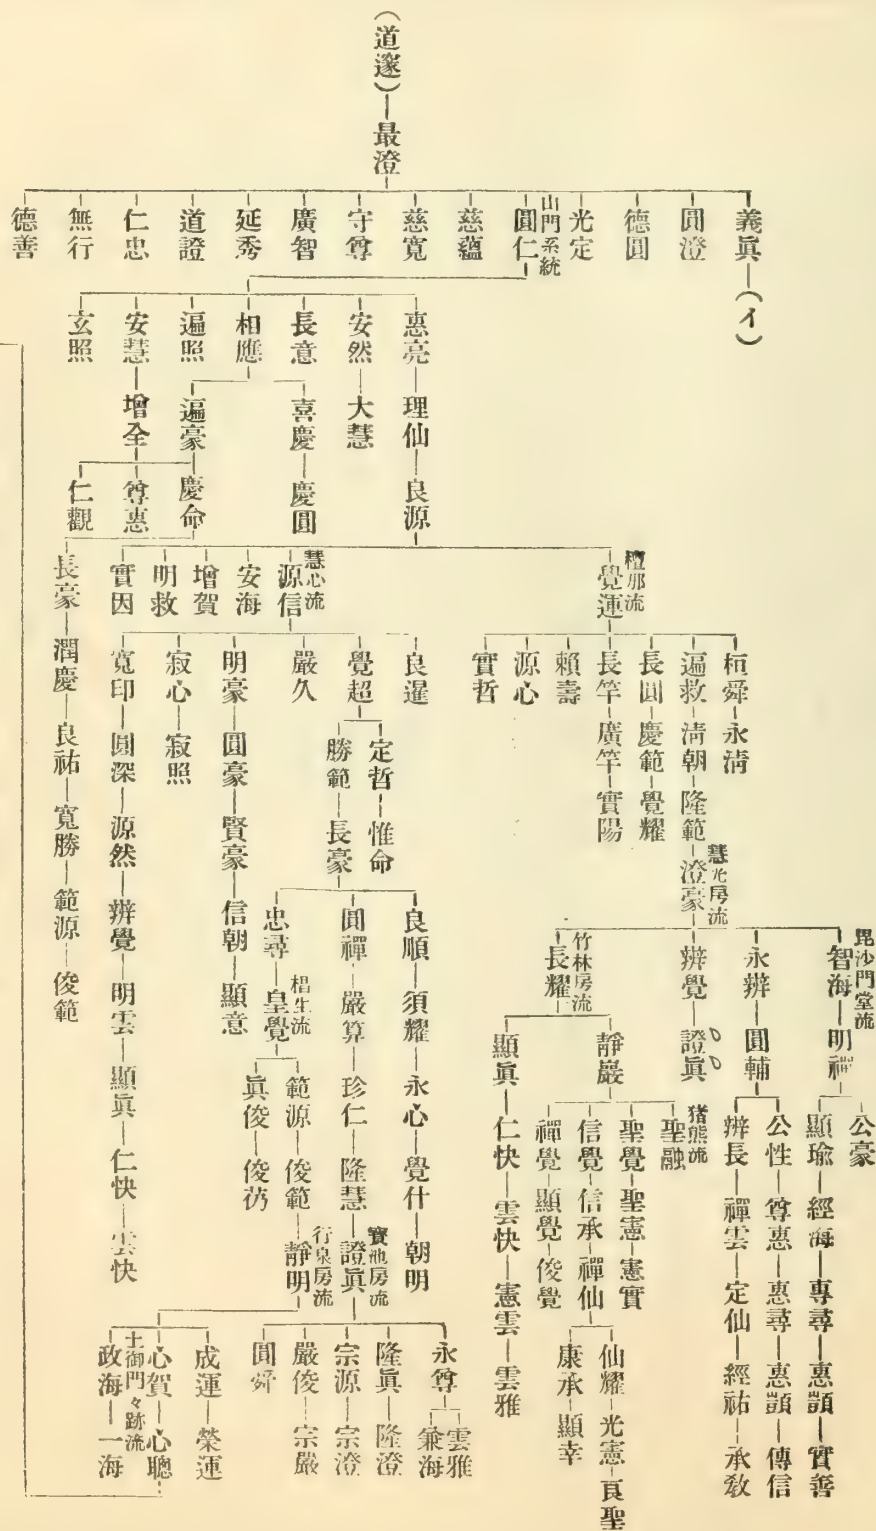 (道邃)—最澄
義眞—(イ)
圓澄
德圓
光定
山門系統
圓仁
慈蘊
慈寬
守尊
廣智
延秀
道證
仁忠
無行
德善
惠亮—理仙—良源
安然—大慧
長意
相應
遍照
安慧—增全
玄照
喜慶—慶圓
遍豪—慶命
尊惠
仁觀
檀那流
覺運
慧心流
源信
安海
增賀
明救
實因
長豪—潤慶—良祐—寬勝—範源—俊範
桓舜—永淸
遍救—淸朝—隆範—澄豪
慧光房流
長圓—慶範—覺耀
長竿—廣竿—實陽
賴壽
源心
實哲
良暹
覺超
嚴久
明豪—圓豪—賢豪—信朝—顯意
寂心—寂照
寬印—圓深—源然—辨覺—明雲—顯眞—仁快—雲快
定哲—惟命
勝範—長豪
毘沙門堂流
智海—明禪
永辨—圓輔
辨覺—證眞
竹林房流
長耀
良順—須耀—永心—覺什—朝明
圓禪—嚴算—珍仁—隆慧—證眞
寶池房流
忠尋—皇覺
椙生流
範源—俊範—靜明
行泉房流
眞俊—俊芿
公豪
顯瑜—經海—專尋—惠顗—實善
公性—尊惠—惠尋—惠顗—傳信
辨長—禪雲—定仙—經祐—承敎
靜嚴
顯眞—仁快—雲快—憲雲—雲雅
猪熊流
聖融
聖覺—聖憲—憲實
信覺—信承—禪仙
禪覺—顯覺—俊覺
仙耀—光憲—良聖
康承—顯幸
永尊
雲雅
兼海
隆眞—隆澄
宗源—宗澄
嚴俊—宗嚴
圓舜
成運—榮運
心賀—心聰
土御門々跡流
政海—一海